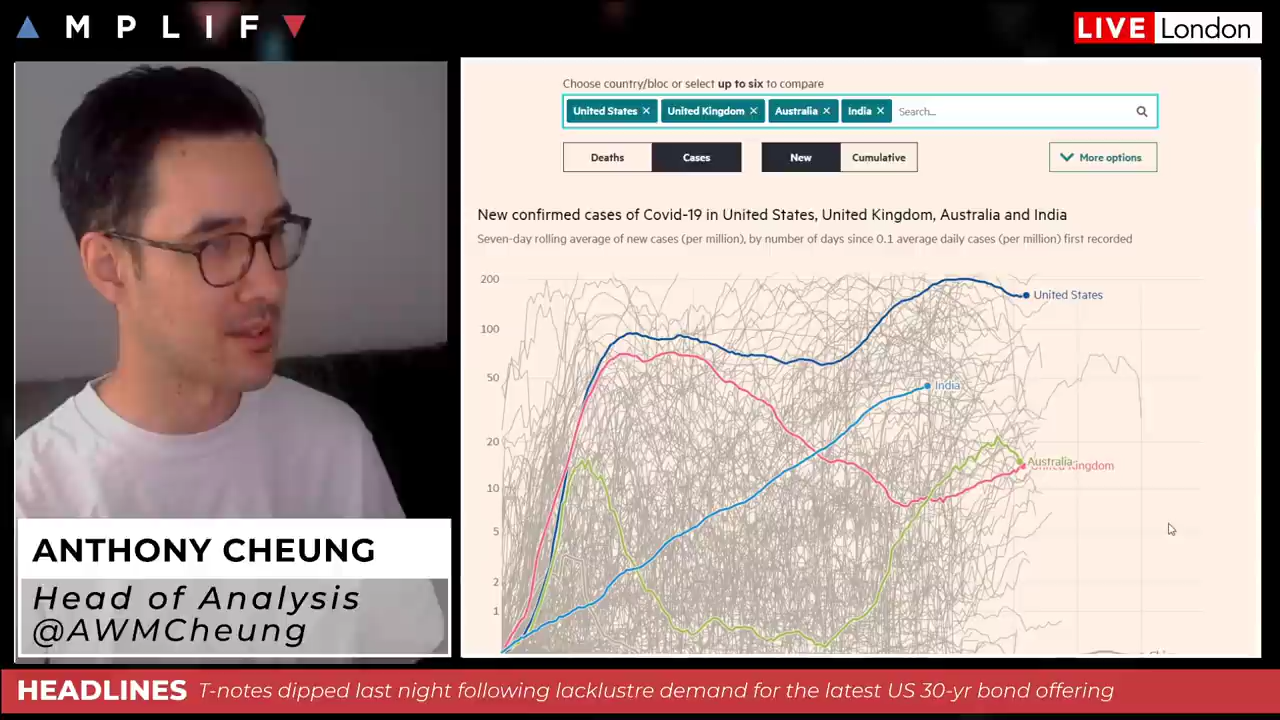 AMPLIFY
LIVE London
Choose country/bloc or select up to six to compare
United States × United Kingdom × Australia × India × Search...
Deaths Cases New Cumulative More options
New confirmed cases of Covid-19 in United States, United Kingdom, Australia and India
Seven-day rolling average of new cases (per million), by number of days since 0.1 average daily cases (per million) first recorded
200
United States
100
50
India
20
Australia
United Kingdom
10
5
2
1
ANTHONY CHEUNG
Head of Analysis
@AWMCheung
HEADLINES T-notes dipped last night following lacklustre demand for the latest US 30-yr bond offering